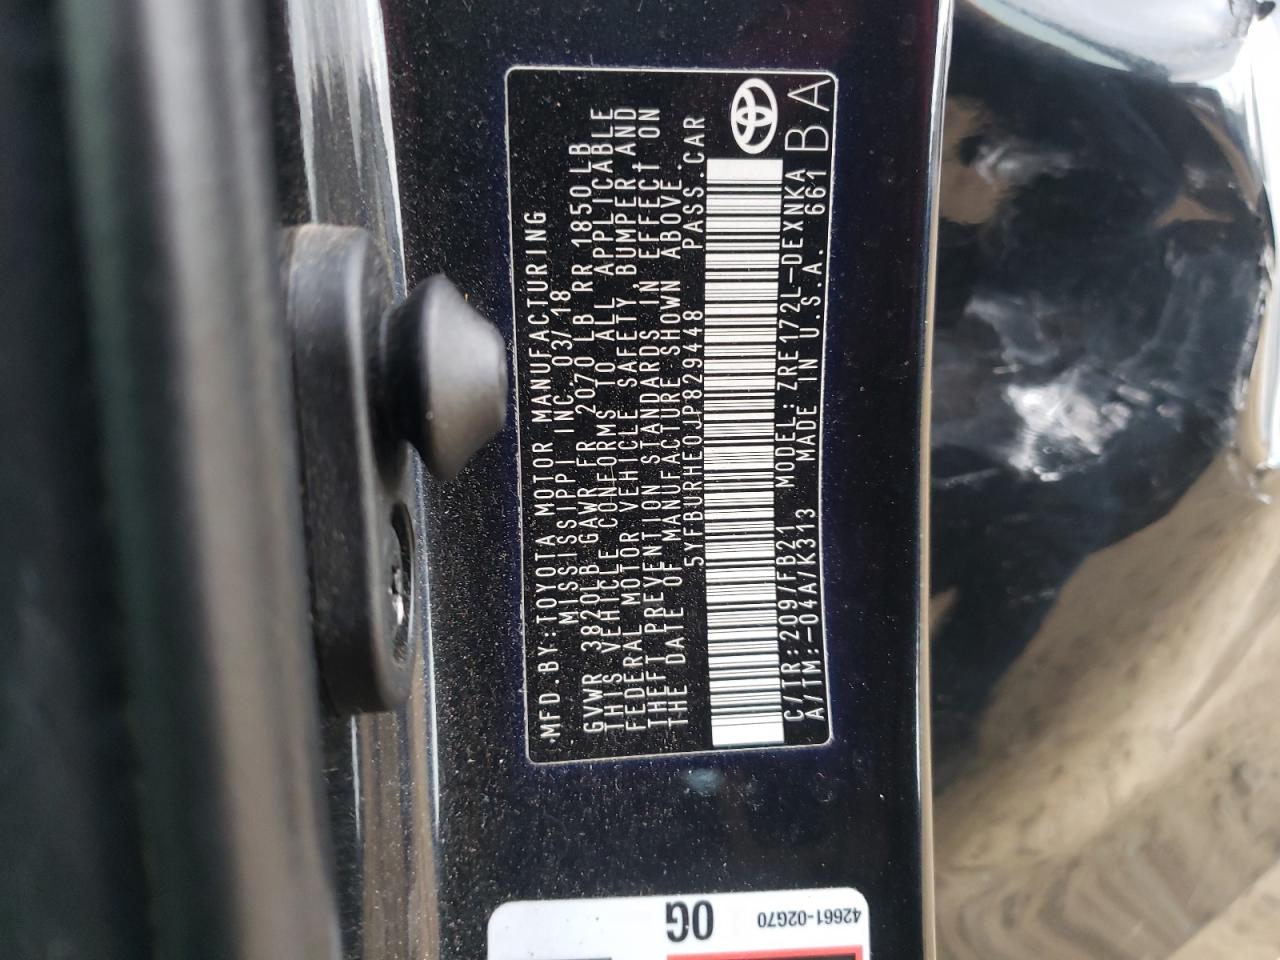 MFD.BY:TOYOTA MOTOR MANUFACTURING
MISSISSIPPI INC. 03/18
GVWR 3820LB GAWR FR 2070 LB RR 1850 LB
THIS VEHICLE CONFORMS TO ALL APPLICABLE
FEDERAL MOTOR VEHICLE SAFETY, BUMPER AND
THEFT PREVENTION STANDARDS IN EFFECT ON
THE DATE OF MANUFACTURE SHOWN ABOVE.
5YFBURHE0JP829448 PASS.CAR
C/TR:209/FB21 MODEL:ZRE172L-DEXNKA
A/TM:-04A/K313 MADE IN U.S.A. 661
BA
0G
42661-02G70